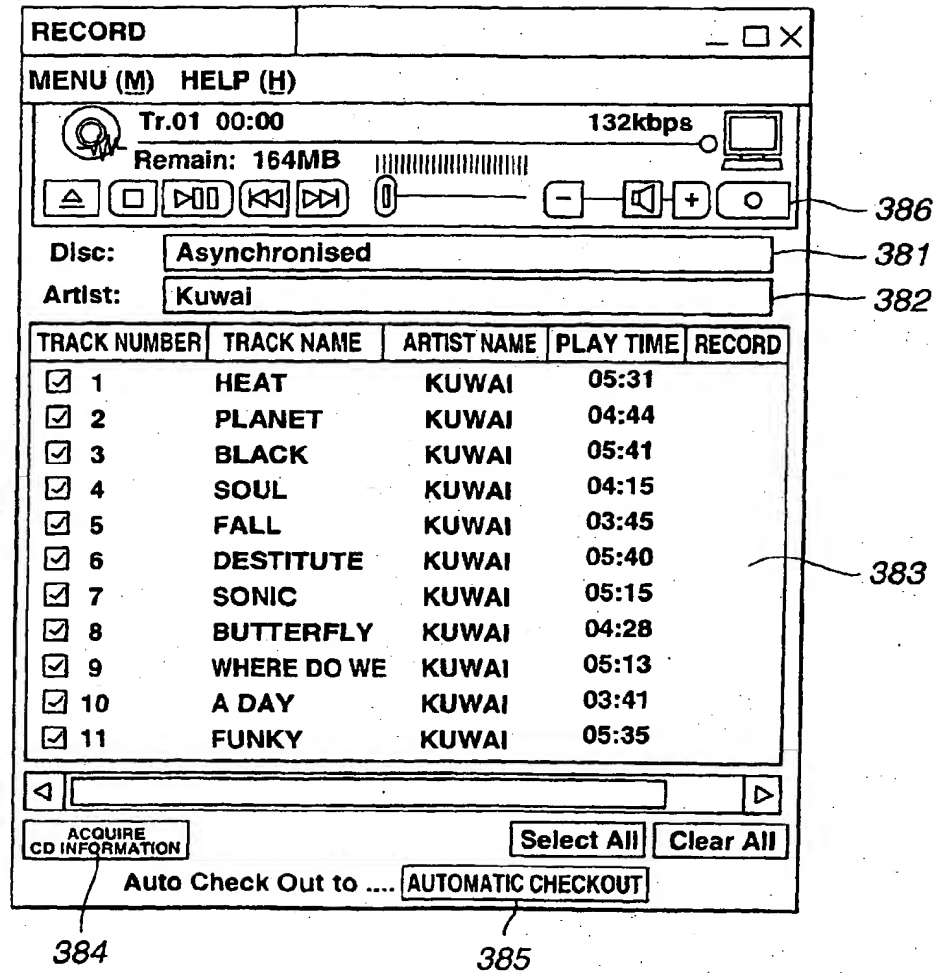 RECORD
MENU (M) HELP (H)
Tr.01 00:00 132kbps
Remain: 164MB
386
Disc: Asynchronised 381
Artist: Kuwai 382
TRACK NUMBER TRACK NAME ARTIST NAME PLAY TIME RECORD
1 HEAT KUWAI 05:31
2 PLANET KUWAI 04:44
3 BLACK KUWAI 05:41
4 SOUL KUWAI 04:15
5 FALL KUWAI 03:45
6 DESTITUTE KUWAI 05:40
383
7 SONIC KUWAI 05:15
8 BUTTERFLY KUWAI 04:28
9 WHERE DO WE KUWAI 05:13
10 A DAY KUWAI 03:41
11 FUNKY KUWAI 05:35
ACQUIRE
CD INFORMATION
Select All Clear All
Auto Check Out to .... AUTOMATIC CHECKOUT
384 385